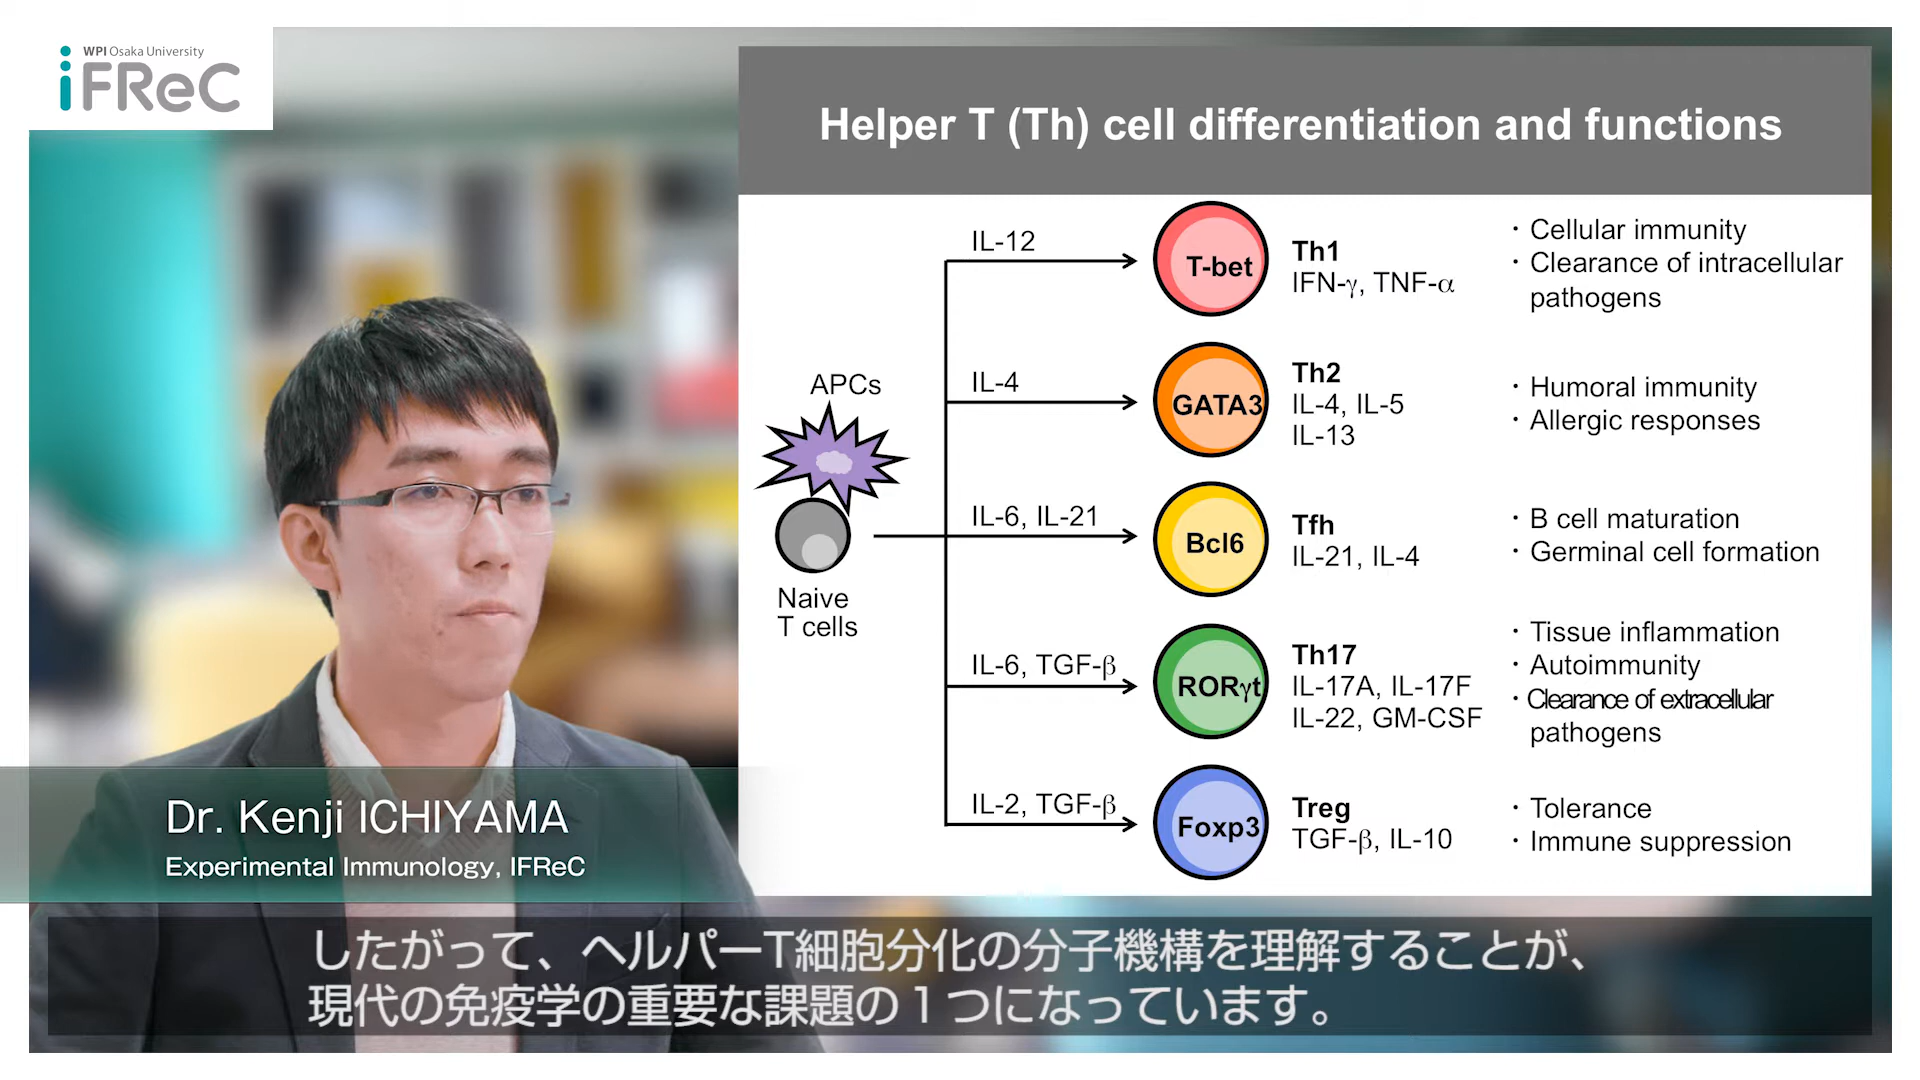 WPI Osaka University
iFReC
Helper T (Th) cell differentiation and functions
APCs
Naive
T cells
IL-12
T-bet
Th1
IFN-γ, TNF-α
・Cellular immunity
・Clearance of intracellular
pathogens
IL-4
GATA3
Th2
IL-4, IL-5
IL-13
・Humoral immunity
・Allergic responses
IL-6, IL-21
Bcl6
Tfh
IL-21, IL-4
・B cell maturation
・Germinal cell formation
IL-6, TGF-β
RORγt
Th17
IL-17A, IL-17F
IL-22, GM-CSF
・Tissue inflammation
・Autoimmunity
・Clearance of extracellular
pathogens
IL-2, TGF-β
Foxp3
Treg
TGF-β, IL-10
・Tolerance
・Immune suppression
Dr. Kenji ICHIYAMA
Experimental Immunology, IFReC
したがって、ヘルパーT細胞分化の分子機構を理解することが、
現代の免疫学の重要な課題の１つになっています。